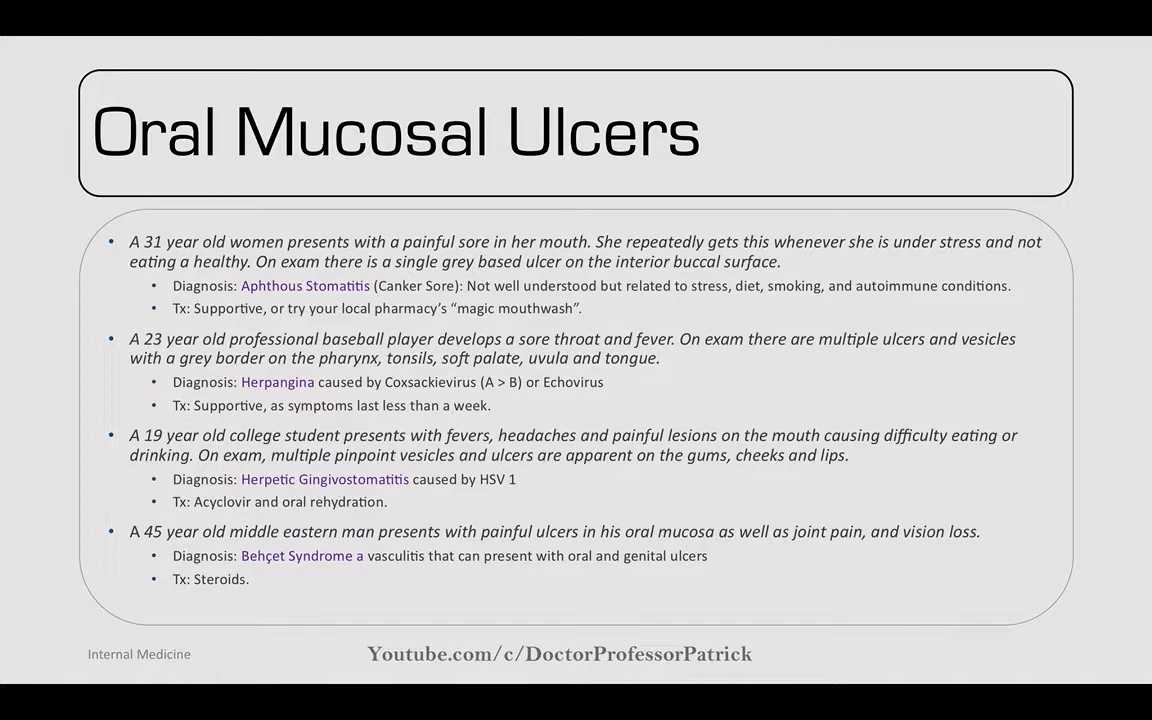 Oral Mucosal Ulcers
• A 31 year old women presents with a painful sore in her mouth. She repeatedly gets this whenever she is under stress and not
eating a healthy. On exam there is a single grey based ulcer on the interior buccal surface.
• Diagnosis: Aphthous Stomatitis (Canker Sore): Not well understood but related to stress, diet, smoking, and autoimmune conditions.
• Tx: Supportive, or try your local pharmacy's “magic mouthwash”.
• A 23 year old professional baseball player develops a sore throat and fever. On exam there are multiple ulcers and vesicles
with a grey border on the pharynx, tonsils, soft palate, uvula and tongue.
• Diagnosis: Herpangina caused by Coxsackievirus (A > B) or Echovirus
• Tx: Supportive, as symptoms last less than a week.
• A 19 year old college student presents with fevers, headaches and painful lesions on the mouth causing difficulty eating or
drinking. On exam, multiple pinpoint vesicles and ulcers are apparent on the gums, cheeks and lips.
• Diagnosis: Herpetic Gingivostomatitis caused by HSV 1
• Tx: Acyclovir and oral rehydration.
• A 45 year old middle eastern man presents with painful ulcers in his oral mucosa as well as joint pain, and vision loss.
• Diagnosis: Behçet Syndrome a vasculitis that can present with oral and genital ulcers
• Tx: Steroids.
Internal Medicine
Youtube.com/c/DoctorProfessorPatrick